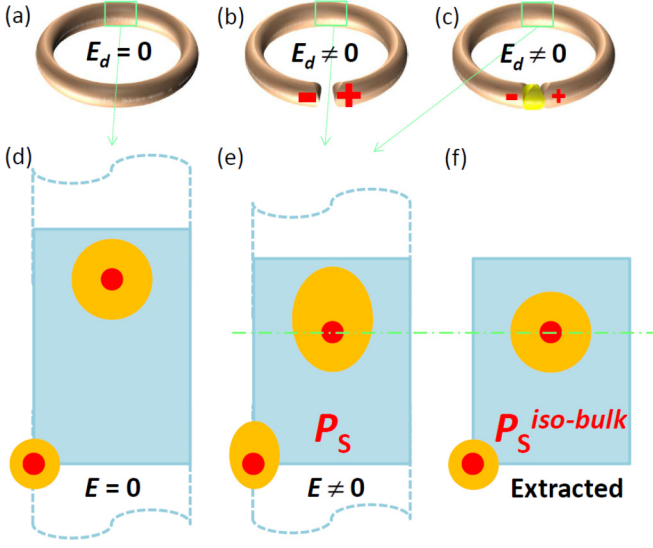 (a) (b) (c)
E_d = 0 E_d ≠ 0 E_d ≠ 0
- + - +
(d) (e) (f)
P_S P_S^{iso-bulk}
E = 0 E ≠ 0 Extracted